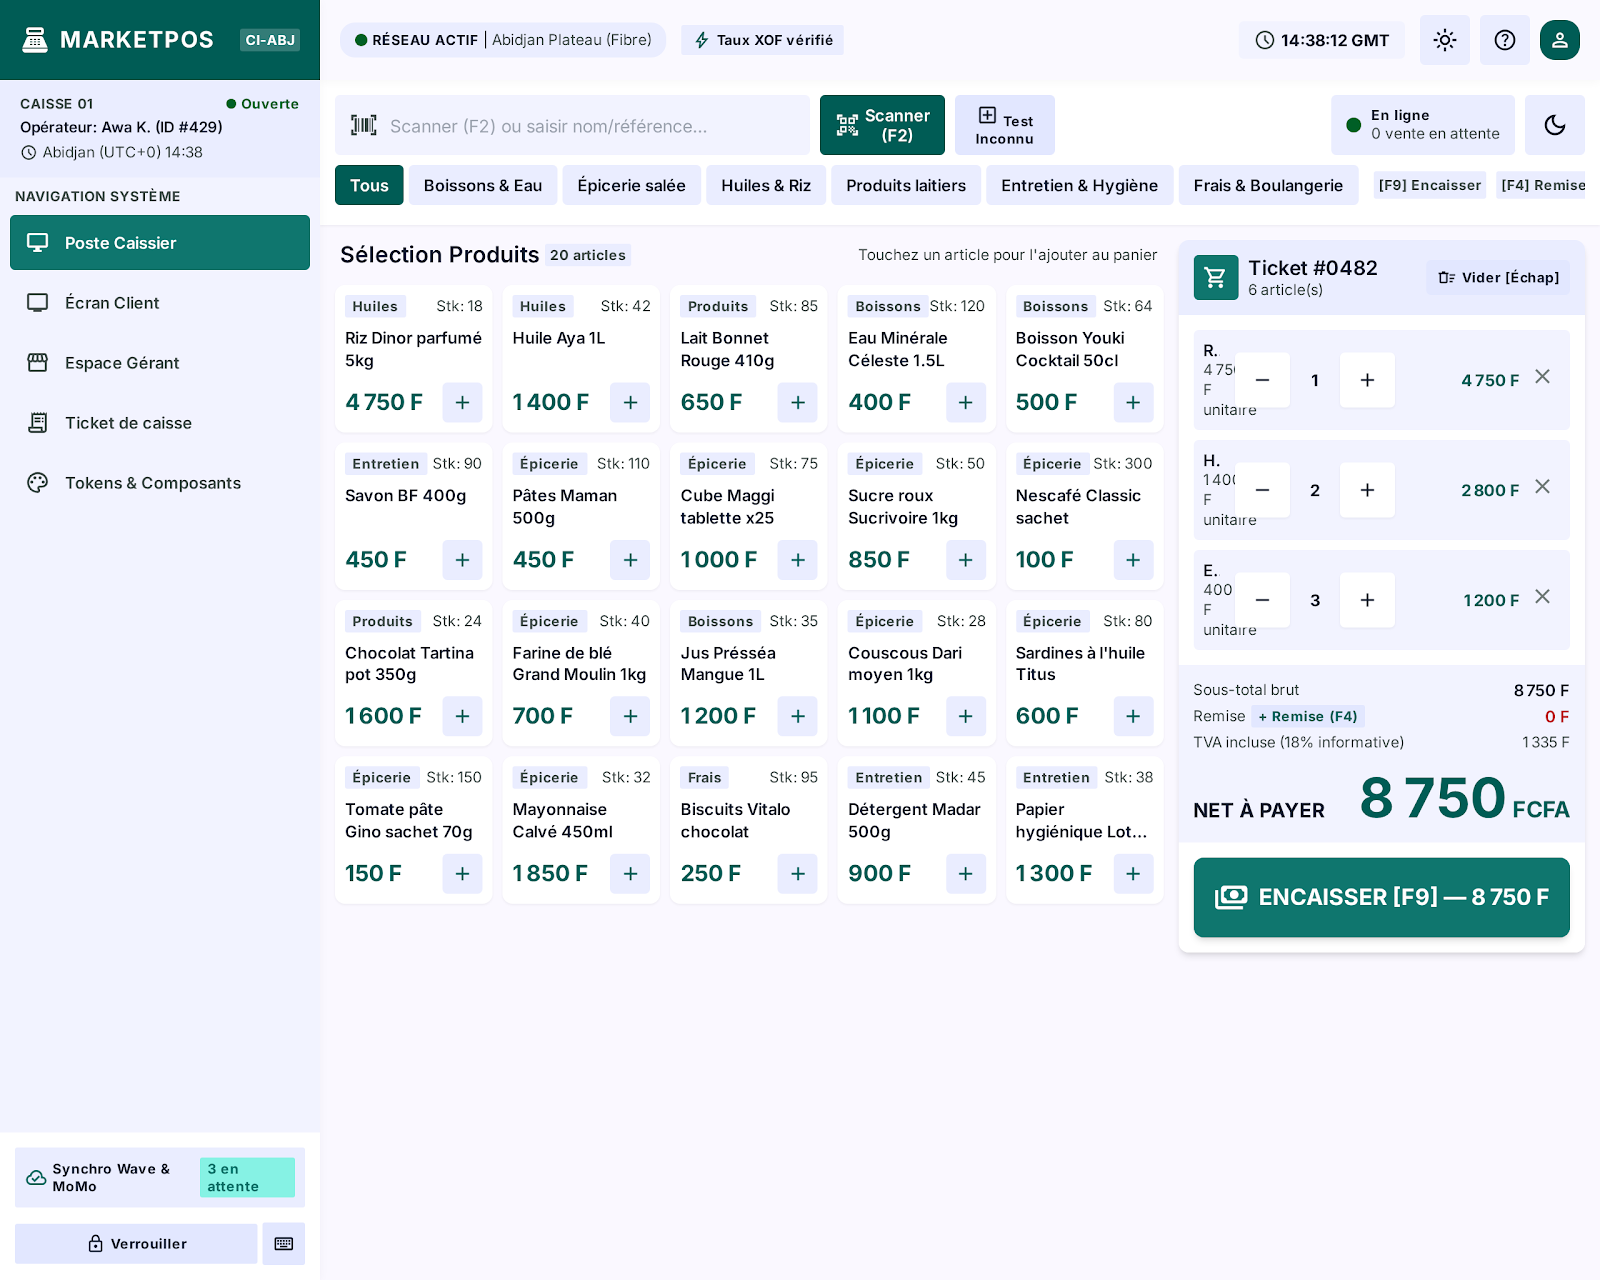 MARKETPOS
CI-ABJ
RÉSEAU ACTIF | Abidjan Plateau (Fibre)
Taux XOF vérifié
14:38:12 GMT
CAISSE 01
Ouverte
Opérateur: Awa K. (ID #429)
Abidjan (UTC+0) 14:38
NAVIGATION SYSTÈME
Poste Caissier
Écran Client
Espace Gérant
Ticket de caisse
Tokens & Composants
Synchro Wave &
MoMo
3 en
attente
Verrouiller
Scanner (F2) ou saisir nom/référence...
Scanner
(F2)
Test
Inconnu
En ligne
0 vente en attente
Tous
Boissons & Eau
Épicerie salée
Huiles & Riz
Produits laitiers
Entretien & Hygiène
Frais & Boulangerie
[F9] Encaisser
[F4] Remise
Sélection Produits
20 articles
Touchez un article pour l'ajouter au panier
Huiles
Stk: 18
Riz Dinor parfumé
5kg
4 750 F
+
Huiles
Stk: 42
Huile Aya 1L
1 400 F
+
Produits
Stk: 85
Lait Bonnet
Rouge 410g
650 F
+
Boissons
Stk: 120
Eau Minérale
Céleste 1.5L
400 F
+
Boissons
Stk: 64
Boisson Youki
Cocktail 50cl
500 F
+
Entretien
Stk: 90
Savon BF 400g
450 F
+
Épicerie
Stk: 110
Pâtes Maman
500g
450 F
+
Épicerie
Stk: 75
Cube Maggi
tablette x25
1 000 F
+
Épicerie
Stk: 50
Sucre roux
Sucrivoire 1kg
850 F
+
Épicerie
Stk: 300
Nescafé Classic
sachet
100 F
+
Produits
Stk: 24
Chocolat Tartina
pot 350g
1 600 F
+
Épicerie
Stk: 40
Farine de blé
Grand Moulin 1kg
700 F
+
Boissons
Stk: 35
Jus Présséa
Mangue 1L
1 200 F
+
Épicerie
Stk: 28
Couscous Dari
moyen 1kg
1 100 F
+
Épicerie
Stk: 80
Sardines à l'huile
Titus
600 F
+
Épicerie
Stk: 150
Tomate pâte
Gino sachet 70g
150 F
+
Épicerie
Stk: 32
Mayonnaise
Calvé 450ml
1 850 F
+
Frais
Stk: 95
Biscuits Vitalo
chocolat
250 F
+
Entretien
Stk: 45
Détergent Madar
500g
900 F
+
Entretien
Stk: 38
Papier
hygiénique Lot...
1 300 F
+
Ticket #0482
6 article(s)
Vider [Échap]
R..
4 750
F
unitaire
− 1 +
4 750 F
H.
1 400
F
unitaire
− 2 +
2 800 F
E..
400
F
unitaire
− 3 +
1 200 F
Sous-total brut
8 750 F
Remise
+ Remise (F4)
0 F
TVA incluse (18% informative)
1 335 F
NET À PAYER
8 750 FCFA
ENCAISSER [F9] — 8 750 F